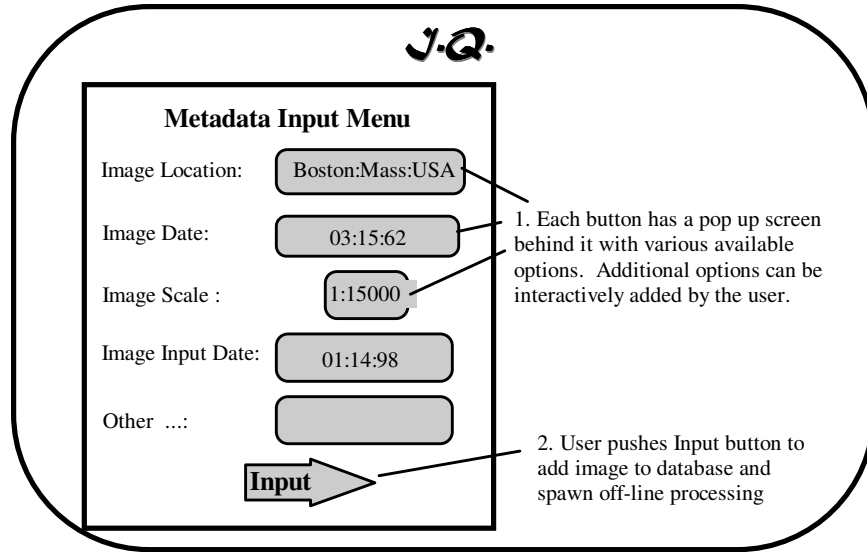 I.Q.
Metadata Input Menu
Image Location: Boston:Mass:USA
Image Date: 03:15:62
Image Scale : 1:15000
Image Input Date: 01:14:98
Other ...:
Input
1. Each button has a pop up screen
behind it with various available
options. Additional options can be
interactively added by the user.
2. User pushes Input button to
add image to database and
spawn off-line processing